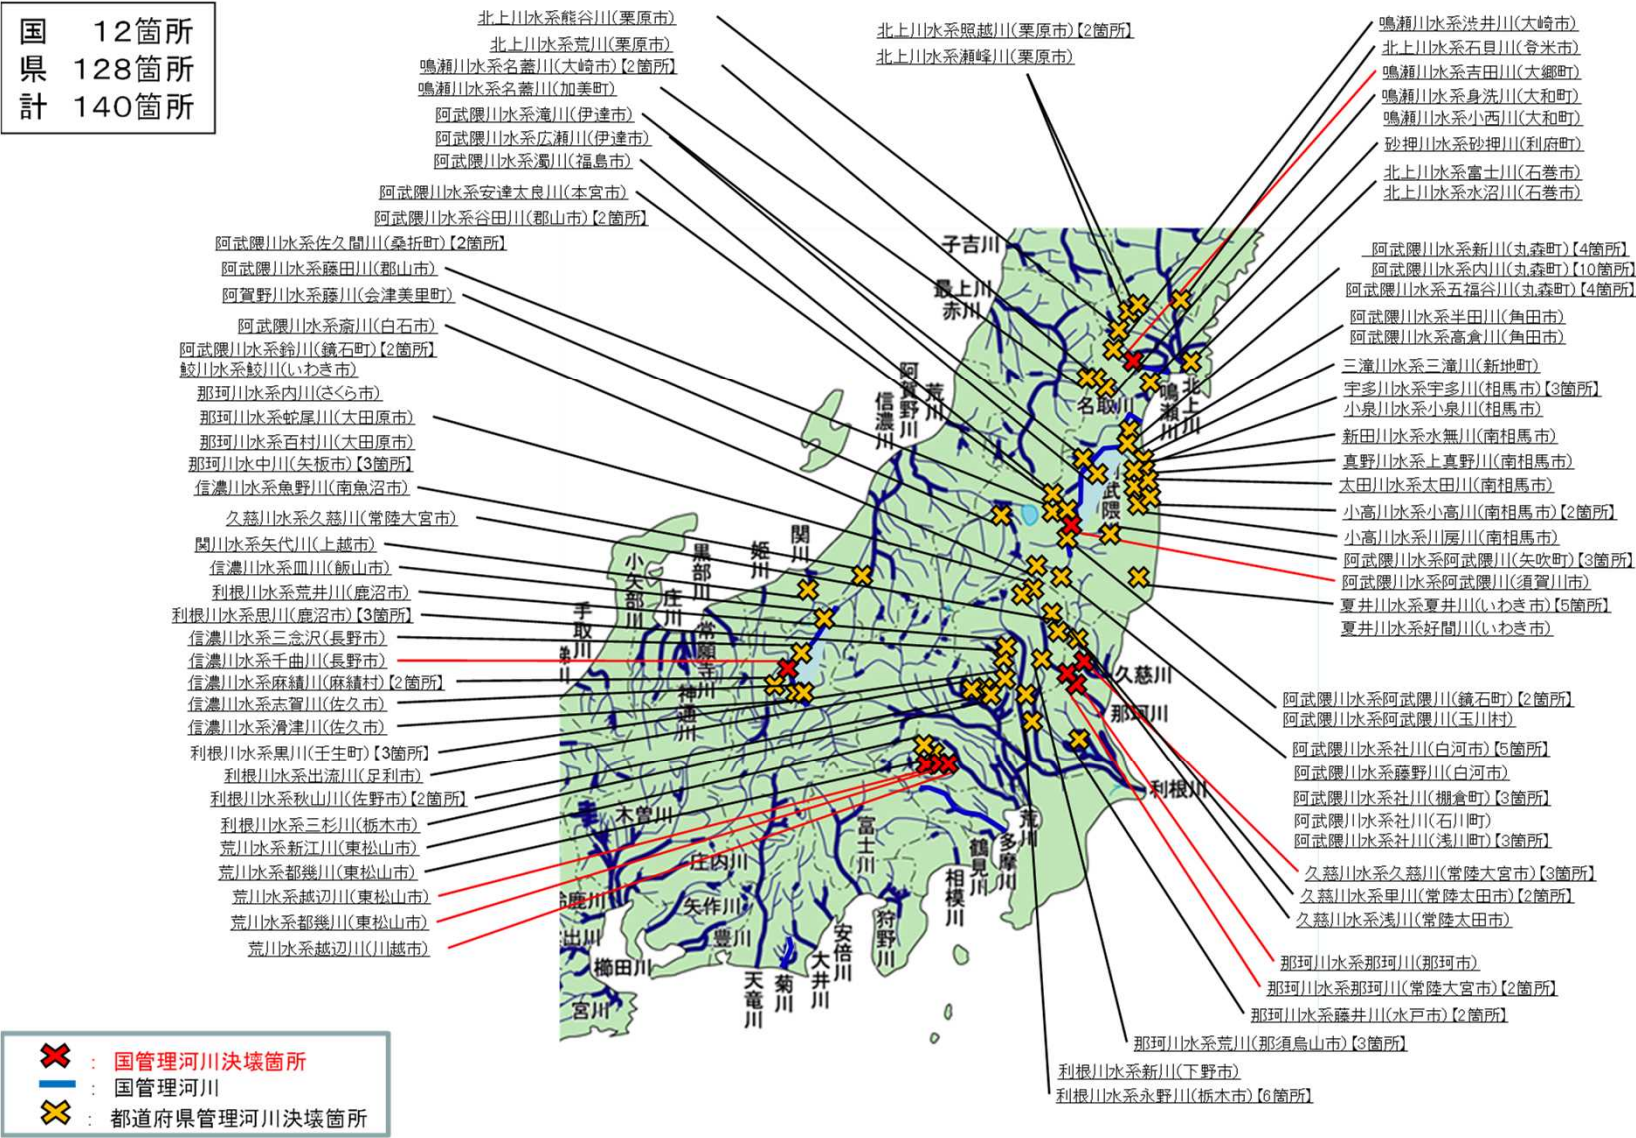 国 12箇所
県 128箇所
計 140箇所
北上川水系熊谷川(栗原市)
北上川水系荒川(栗原市)
鳴瀬川水系名蓋川(大崎市)【2箇所】
鳴瀬川水系名蓋川(加美町)
阿武隈川水系滝川(伊達市)
阿武隈川水系広瀬川(伊達市)
阿武隈川水系濁川(福島市)
阿武隈川水系安達太良川(本宮市)
阿武隈川水系谷田川(郡山市)【2箇所】
阿武隈川水系佐久間川(桑折町)【2箇所】
阿武隈川水系藤田川(郡山市)
阿賀野川水系藤川(会津美里町)
阿武隈川水系斎川(白石市)
阿武隈川水系鈴川(鏡石町)【2箇所】
鮫川水系鮫川(いわき市)
那珂川水系内川(さくら市)
那珂川水系蛇尾川(大田原市)
那珂川水系百村川(大田原市)
那珂川水中川(矢板市)【3箇所】
信濃川水系魚野川(南魚沼市)
久慈川水系久慈川(常陸大宮市)
関川水系矢代川(上越市)
信濃川水系皿川(飯山市)
利根川水系荒井川(鹿沼市)
利根川水系思川(鹿沼市)【3箇所】
信濃川水系三念沢(長野市)
信濃川水系千曲川(長野市)
信濃川水系麻績川(麻績村)【2箇所】
信濃川水系志賀川(佐久市)
信濃川水系滑津川(佐久市)
利根川水系黒川(壬生町)【3箇所】
利根川水系出流川(足利市)
利根川水系秋山川(佐野市)【2箇所】
利根川水系三杉川(栃木市)
荒川水系新江川(東松山市)
荒川水系都幾川(東松山市)
荒川水系越辺川(東松山市)
荒川水系都幾川(東松山市)
荒川水系越辺川(川越市)
北上川水系照越川(栗原市)【2箇所】
北上川水系瀬峰川(栗原市)
鳴瀬川水系渋井川(大崎市)
北上川水系石貝川(登米市)
鳴瀬川水系吉田川(大郷町)
鳴瀬川水系身洗川(大和町)
鳴瀬川水系小西川(大和町)
砂押川水系砂押川(利府町)
北上川水系富士川(石巻市)
北上川水系水沼川(石巻市)
阿武隈川水系新川(丸森町)【4箇所】
阿武隈川水系内川(丸森町)【10箇所】
阿武隈川水系五福谷川(丸森町)【4箇所】
阿武隈川水系半田川(角田市)
阿武隈川水系高倉川(角田市)
三滝川水系三滝川(新地町)
宇多川水系宇多川(相馬市)【3箇所】
小泉川水系小泉川(相馬市)
新田川水系水無川(南相馬市)
真野川水系上真野川(南相馬市)
太田川水系太田川(南相馬市)
小高川水系小高川(南相馬市)【2箇所】
小高川水系川房川(南相馬市)
阿武隈川水系阿武隈川(矢吹町)【3箇所】
阿武隈川水系阿武隈川(須賀川市)
夏井川水系夏井川(いわき市)【5箇所】
夏井川水系好間川(いわき市)
阿武隈川水系阿武隈川(鏡石町)【2箇所】
阿武隈川水系阿武隈川(玉川村)
阿武隈川水系社川(白河市)【5箇所】
阿武隈川水系藤野川(白河市)
阿武隈川水系社川(棚倉町)【3箇所】
阿武隈川水系社川(石川町)
阿武隈川水系社川(浅川町)【3箇所】
久慈川水系久慈川(常陸大宮市)【3箇所】
久慈川水系里川(常陸太田市)【2箇所】
久慈川水系浅川(常陸太田市)
那珂川水系那珂川(那珂市)
那珂川水系那珂川(常陸大宮市)【2箇所】
那珂川水系藤井川(水戸市)【2箇所】
那珂川水系荒川(那須烏山市)【3箇所】
利根川水系新川(下野市)
利根川水系永野川(栃木市)【6箇所】
子吉川
最上川
赤川
荒川
阿賀野川
信濃川
名取川
鳴瀬川
北上川
武隈
関川
姫川
黒部川
小矢部川
庄川
常願寺川
神通川
手取川
久慈川
那珂川
利根川
荒川
多摩川
鶴見川
相模川
富士川
狩野川
安倍川
大井川
菊川
天竜川
木曽川
庄内川
矢作川
豊川
鈴鹿川
出川
櫛田川
宮川
:国管理河川決壊箇所
:国管理河川
:都道府県管理河川決壊箇所